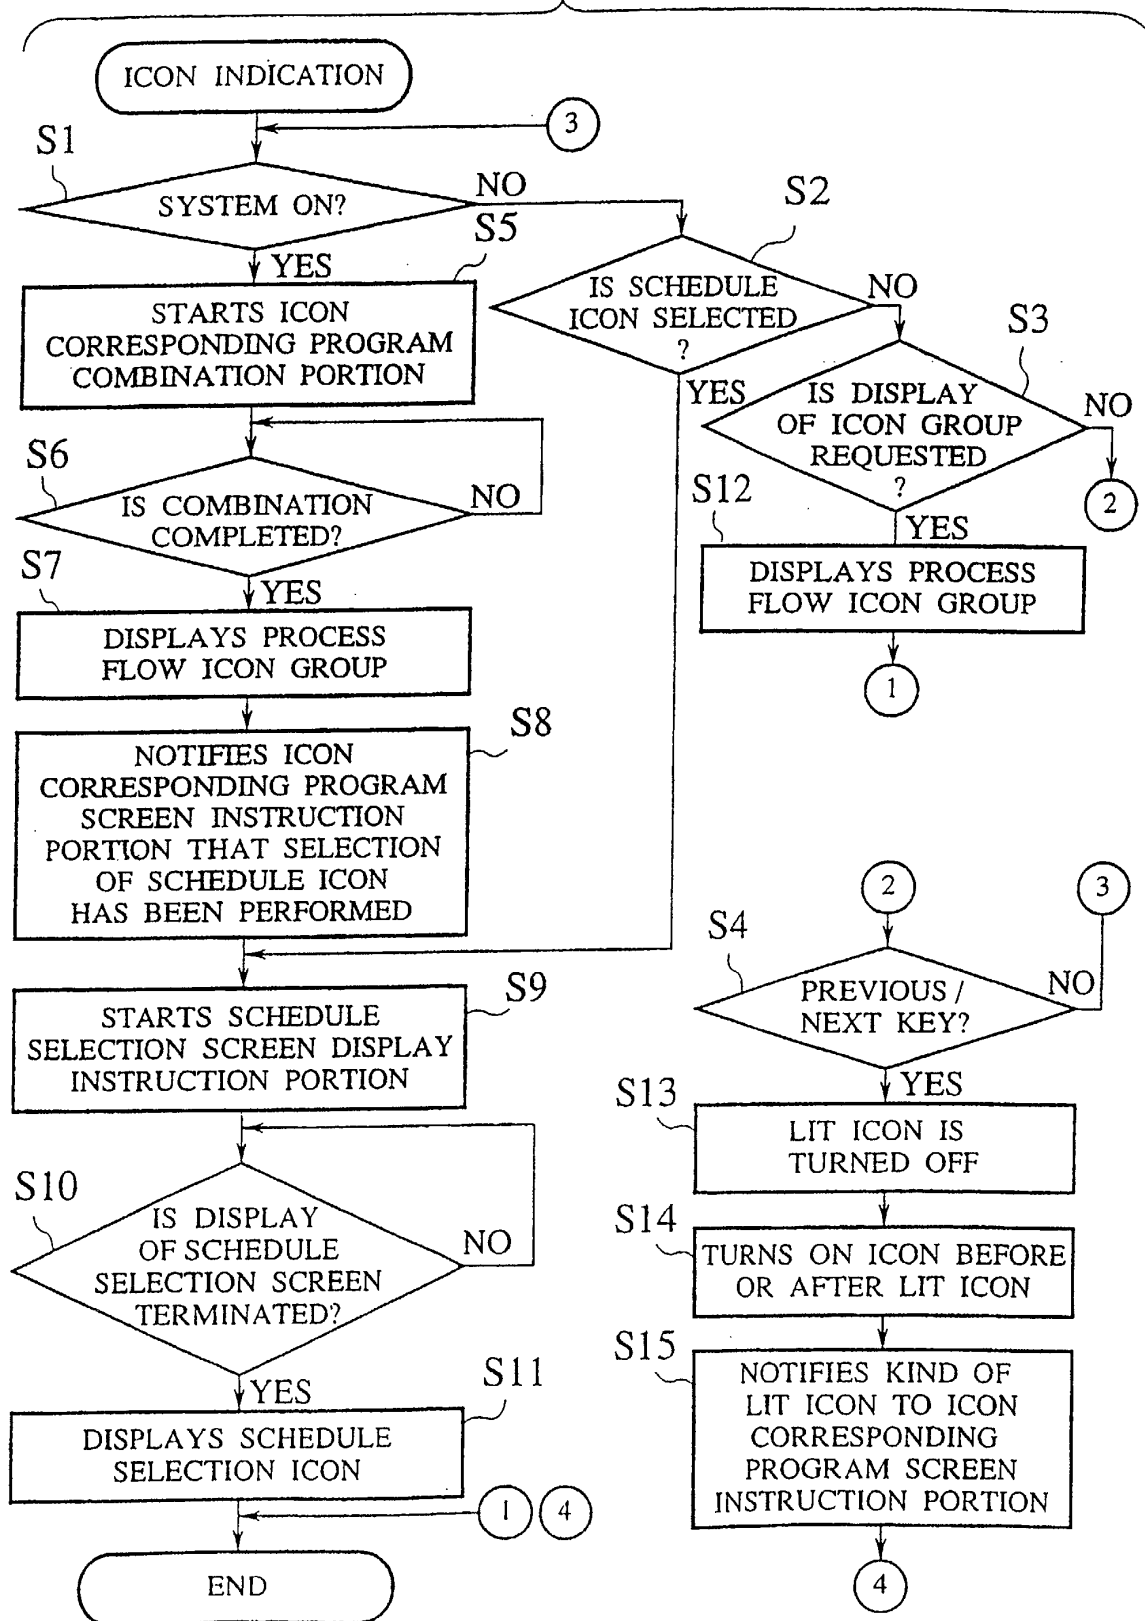 ICON INDICATION
3
S1
SYSTEM ON?
NO
YES
S5
STARTS ICON
CORRESPONDING PROGRAM
COMBINATION PORTION
S6
IS COMBINATION
COMPLETED?
NO
YES
S7
DISPLAYS PROCESS
FLOW ICON GROUP
S8
NOTIFIES ICON
CORRESPONDING PROGRAM
SCREEN INSTRUCTION
PORTION THAT SELECTION
OF SCHEDULE ICON
HAS BEEN PERFORMED
S9
STARTS SCHEDULE
SELECTION SCREEN DISPLAY
INSTRUCTION PORTION
S10
IS DISPLAY
OF SCHEDULE
SELECTION SCREEN
TERMINATED?
NO
YES
S11
DISPLAYS SCHEDULE
SELECTION ICON
1 4
END
S2
IS SCHEDULE
ICON SELECTED
?
NO
YES
S3
IS DISPLAY
OF ICON GROUP
REQUESTED
?
NO
2
YES
S12
DISPLAYS PROCESS
FLOW ICON GROUP
1
2
3
S4
PREVIOUS /
NEXT KEY?
NO
YES
S13
LIT ICON IS
TURNED OFF
S14
TURNS ON ICON BEFORE
OR AFTER LIT ICON
S15
NOTIFIES KIND OF
LIT ICON TO ICON
CORRESPONDING
PROGRAM SCREEN
INSTRUCTION PORTION
4